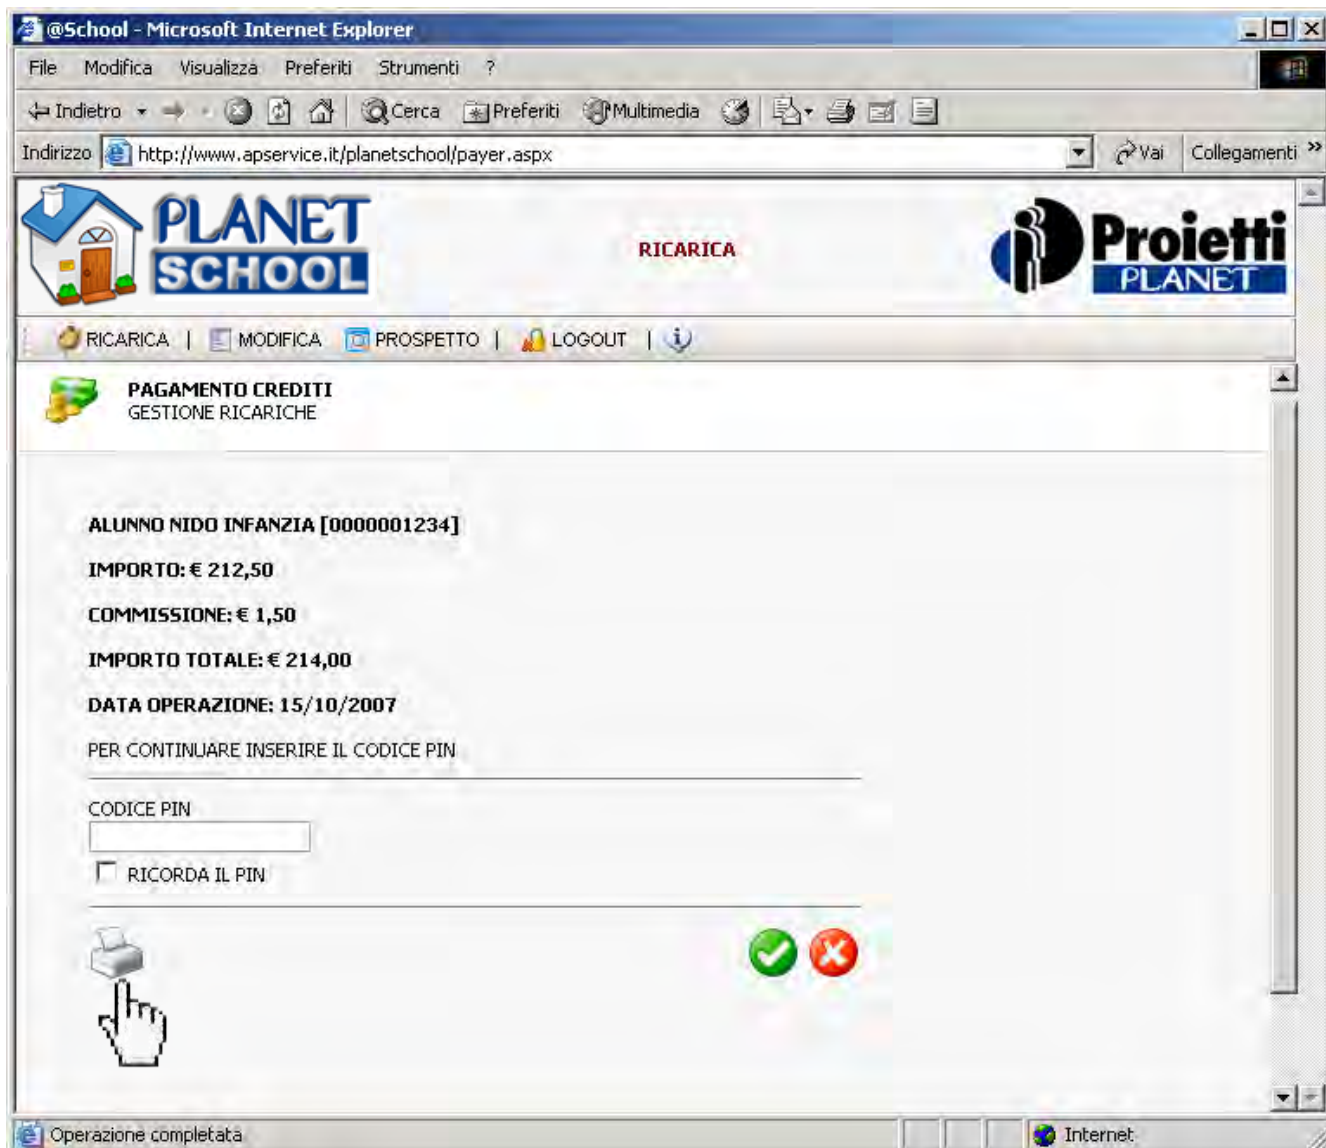 @School - Microsoft Internet Explorer
File Modifica Visualizza Preferiti Strumenti ?
Indietro Cerca Preferiti Multimedia
Indirizzo http://www.apservice.it/planetschool/payer.aspx Vai Collegamenti »
PLANET
SCHOOL
RICARICA
Proietti
PLANET
RICARICA | MODIFICA PROSPETTO | LOGOUT |
PAGAMENTO CREDITI
GESTIONE RICARICHE
ALUNNO NIDO INFANZIA [0000001234]
IMPORTO: € 212,50
COMMISSIONE: € 1,50
IMPORTO TOTALE: € 214,00
DATA OPERAZIONE: 15/10/2007
PER CONTINUARE INSERIRE IL CODICE PIN
CODICE PIN
RICORDA IL PIN
Operazione completata Internet